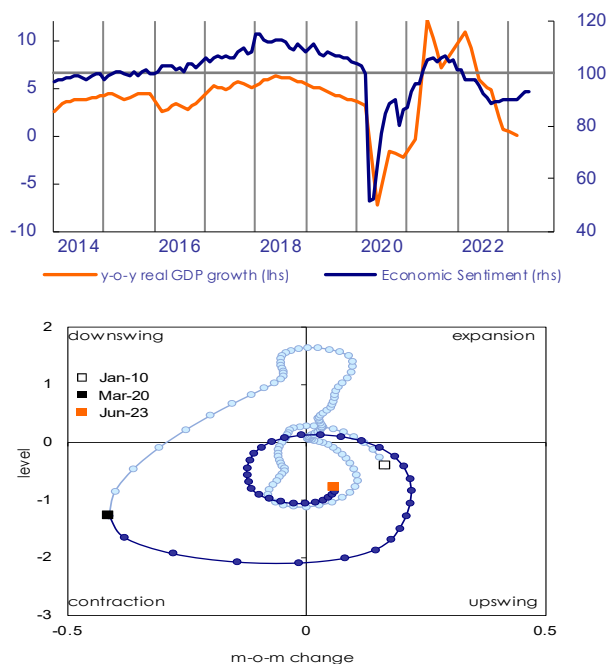 10 120
5 100
0 80
-5 60
-10 40
2014 2016 2018 2020 2022
y-o-y real GDP growth (lhs) Economic Sentiment (rhs)
2
downswing expansion
Jan-10
Mar-20
Jun-23
1
0
level
-1
-2
contraction upswing
-3
-0.5 0 0.5
m-o-m change